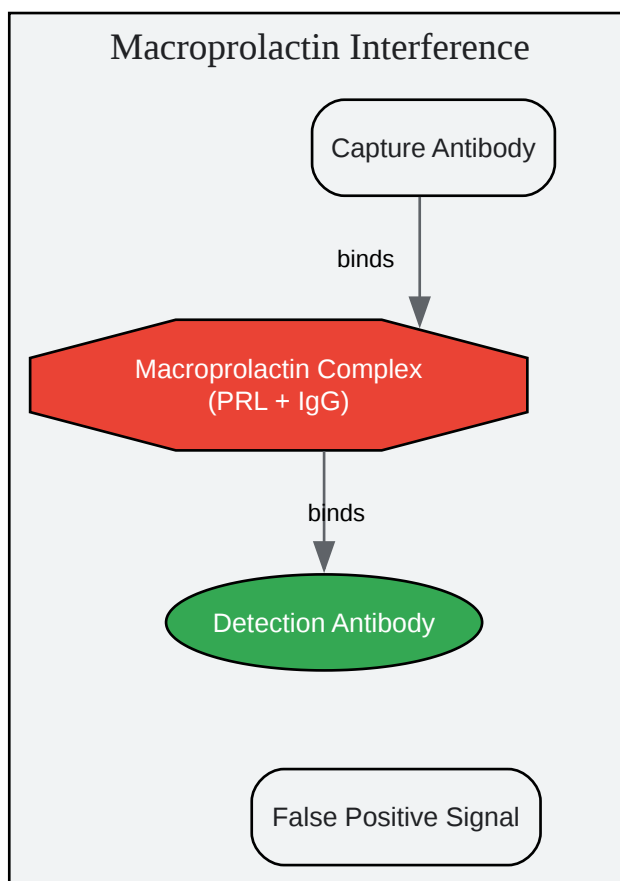 Macroprolactin Interference
Capture Antibody
binds
Macroprolactin Complex
(PRL + IgG)
binds
Detection Antibody
False Positive Signal